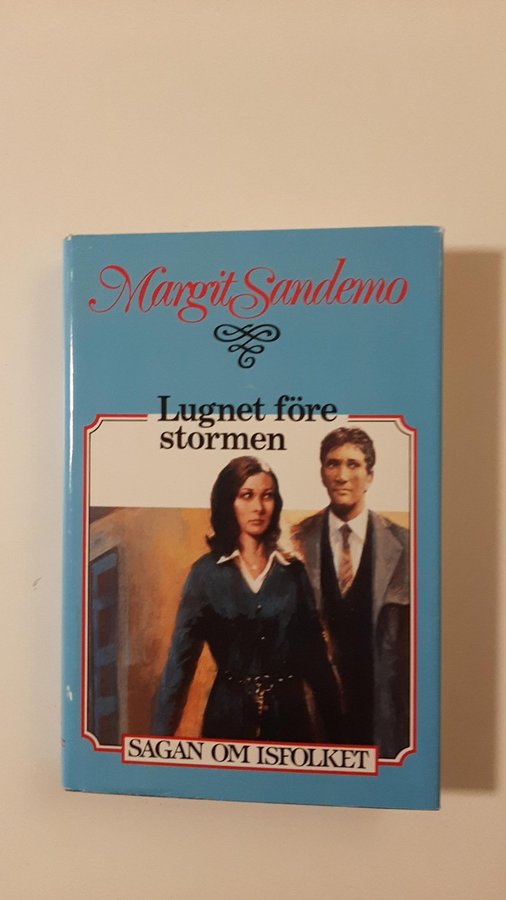 Margit Sandemo
Lugnet före
stormen
SAGAN OM ISFOLKET